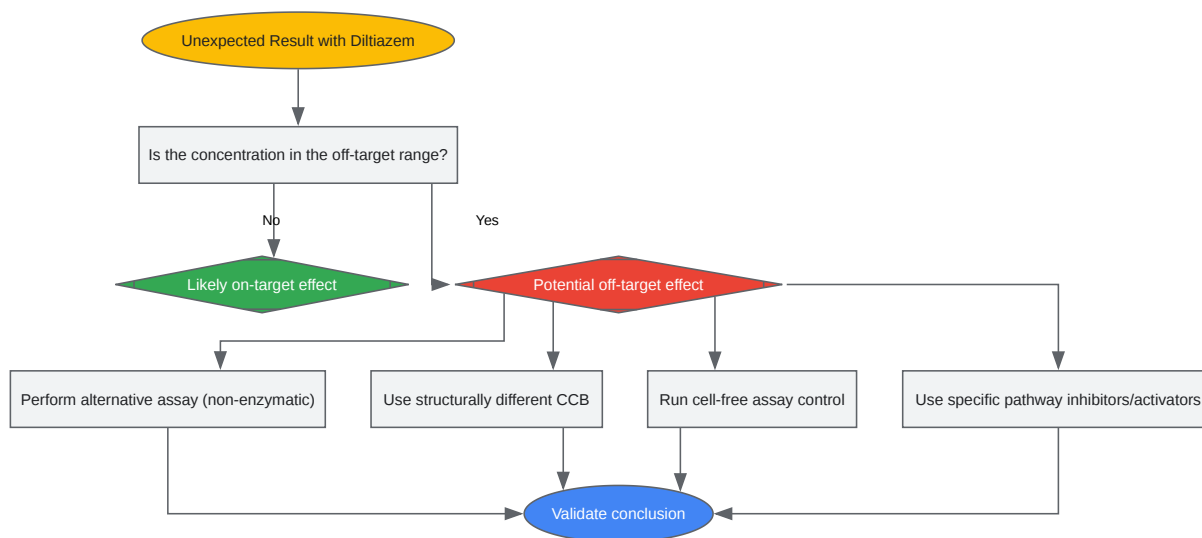 Unexpected Result with Diltiazem
Is the concentration in the off-target range?
No
Yes
Likely on-target effect
Potential off-target effect
Perform alternative assay (non-enzymatic)
Use structurally different CCB
Run cell-free assay control
Use specific pathway inhibitors/activators
Validate conclusion